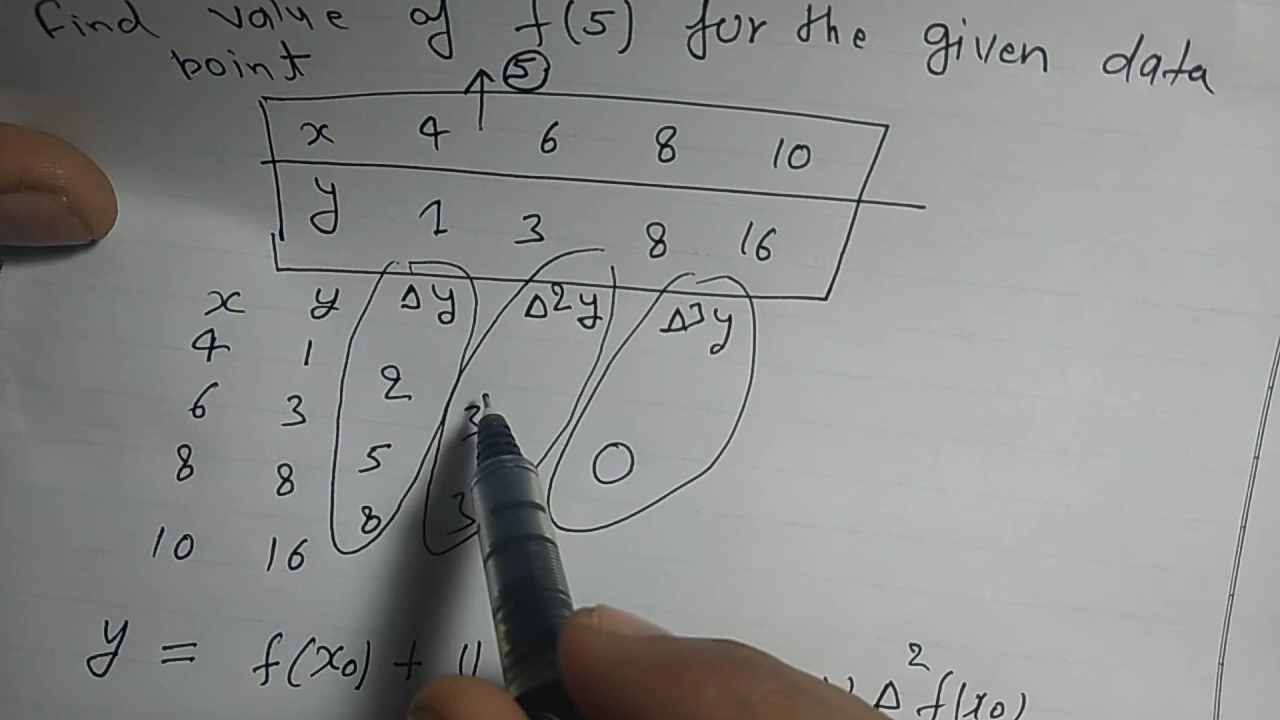 Find value of f(5) for the given data
point ↑ 5
x 4 6 8 10
y 1 3 8 16
x y Δy Δ2y Δ3y
4 1
2
6 3
3
5
8 8 0
8 3
10 16
y = f(x0) + u Δ² f(x0)